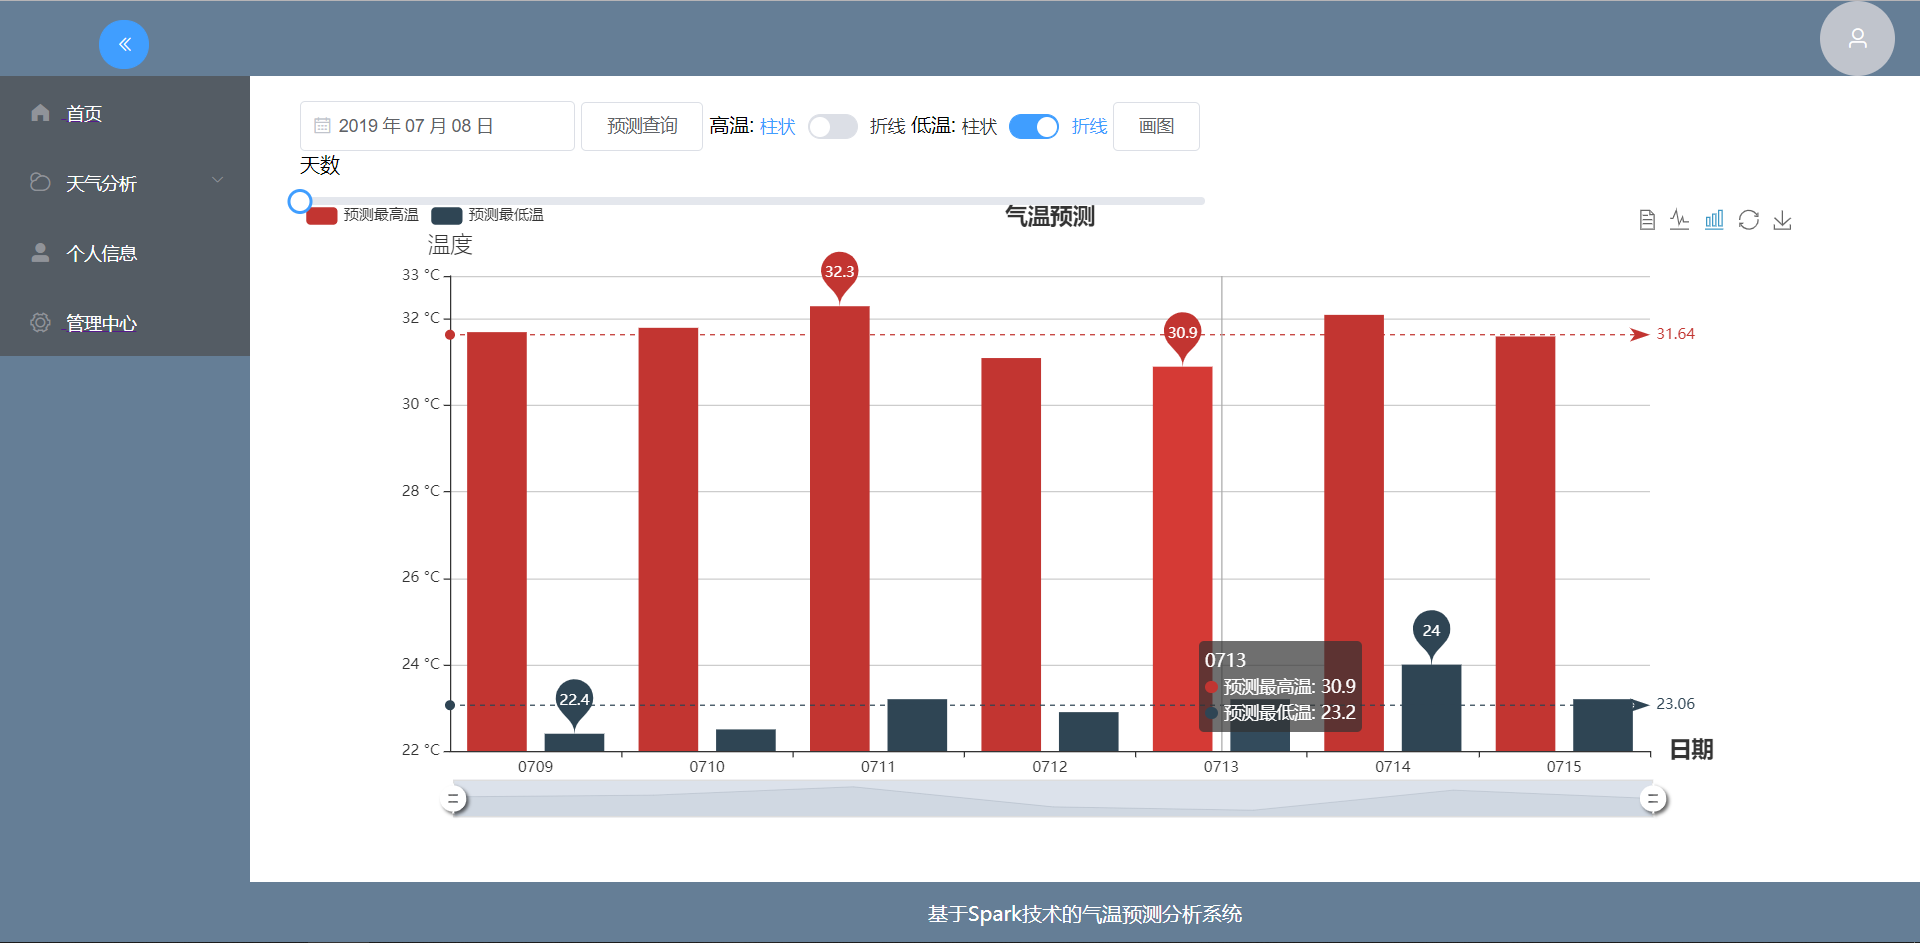 首页
天气分析
个人信息
管理中心
2019 年 07 月 08 日 预测查询 高温: 柱状 折线 低温: 柱状 折线 画图
天数
预测最高温 预测最低温 气温预测
温度
33 °C
32 °C
30 °C
28 °C
26 °C
24 °C
22 °C
32.3
30.9
31.64
22.4
24
23.06
0713
预测最高温: 30.9
预测最低温: 23.2
日期
0709 0710 0711 0712 0713 0714 0715
基于Spark技术的气温预测分析系统